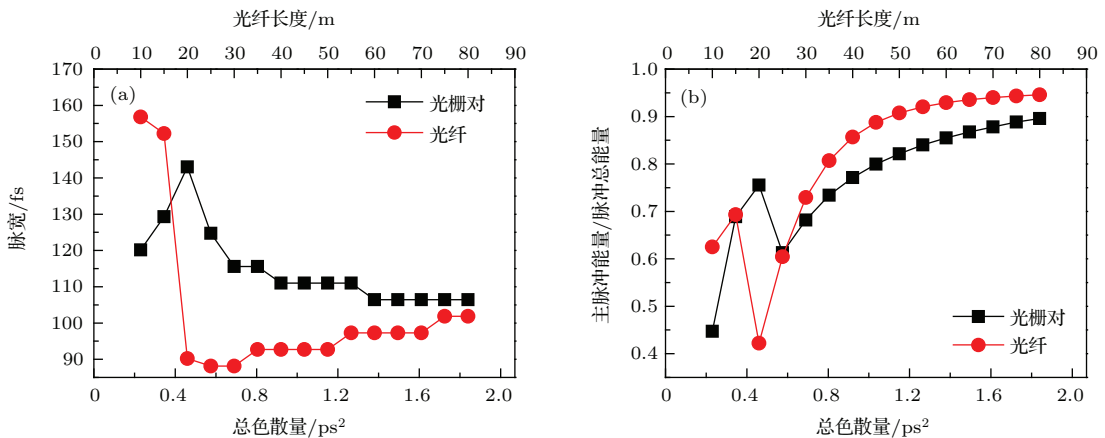 光纤长度/m
0 10 20 30 40 50 60 70 80 90
170
160
150
140
130
120
110
100
90
脉宽/fs
(a)
光栅对
光纤
0 0.4 0.8 1.2 1.6 2.0
总色散量/ps²
光纤长度/m
0 10 20 30 40 50 60 70 80 90
1.0
0.9
0.8
0.7
0.6
0.5
0.4
主脉冲能量/脉冲总能量
(b)
光栅对
光纤
0 0.4 0.8 1.2 1.6 2.0
总色散量/ps²